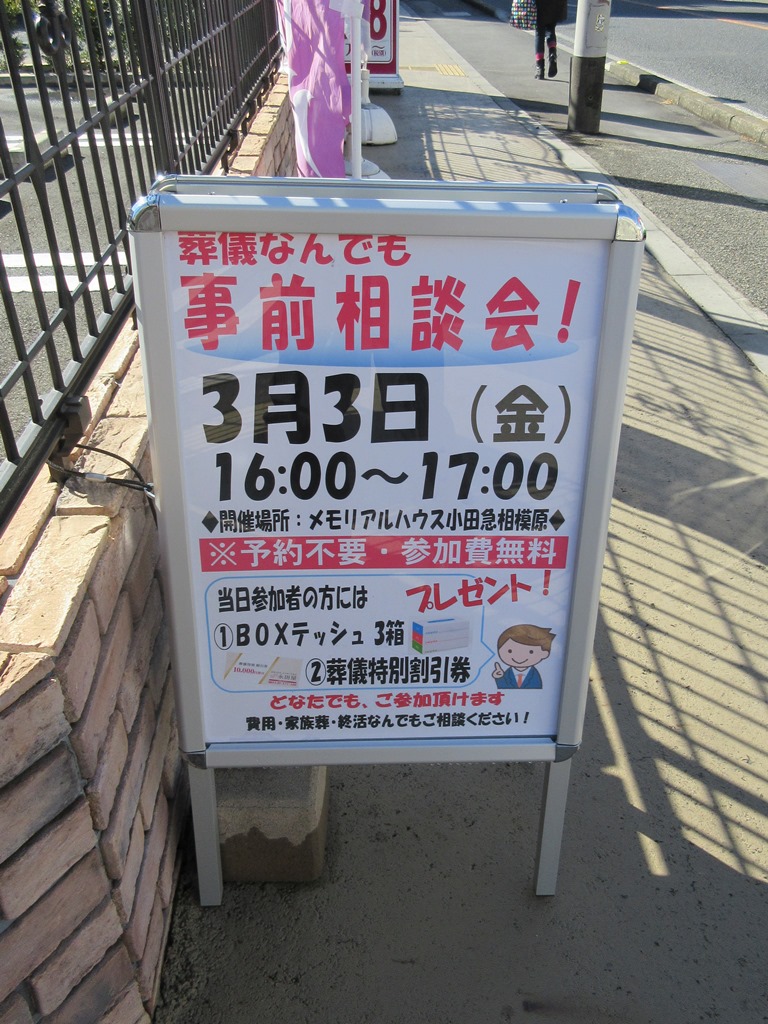 8
葬儀なんでも
事前相談会！
3月3日（金）
16:00～17:00
◆開催場所：メモリアルハウス小田急相模原◆
※予約不要・参加費無料
当日参加者の方には プレゼント！
①BOXティッシュ 3箱
10,000
②葬儀特別割引券
どなたでも、ご参加頂けます
費用・家族葬・終活なんでもご相談ください！